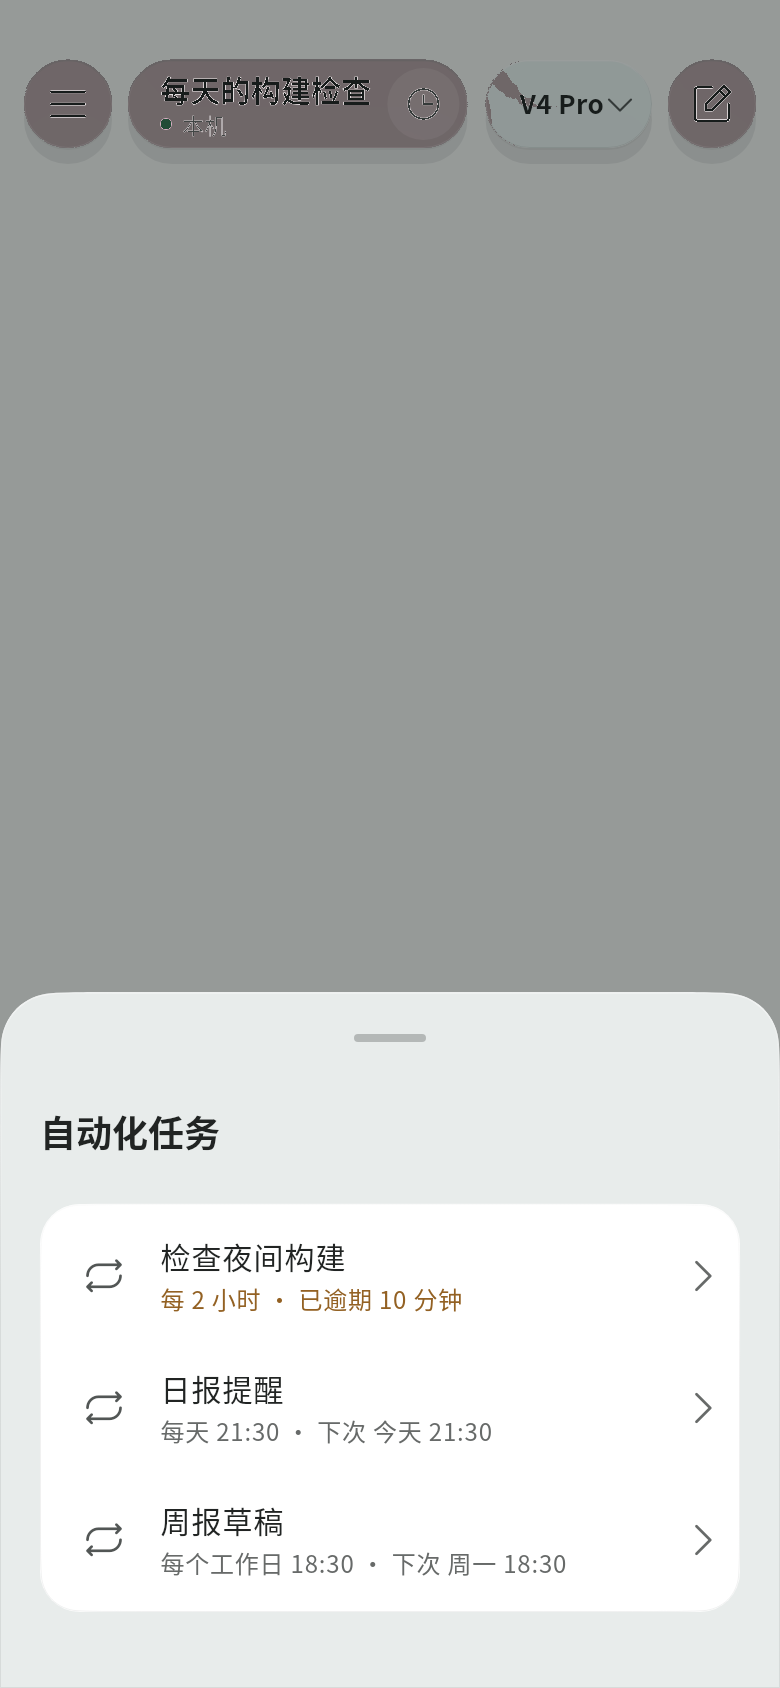 每天的构建检查
本机
V4 Pro
自动化任务
检查夜间构建
每 2 小时 · 已逾期 10 分钟
日报提醒
每天 21:30 · 下次 今天 21:30
周报草稿
每个工作日 18:30 · 下次 周一 18:30